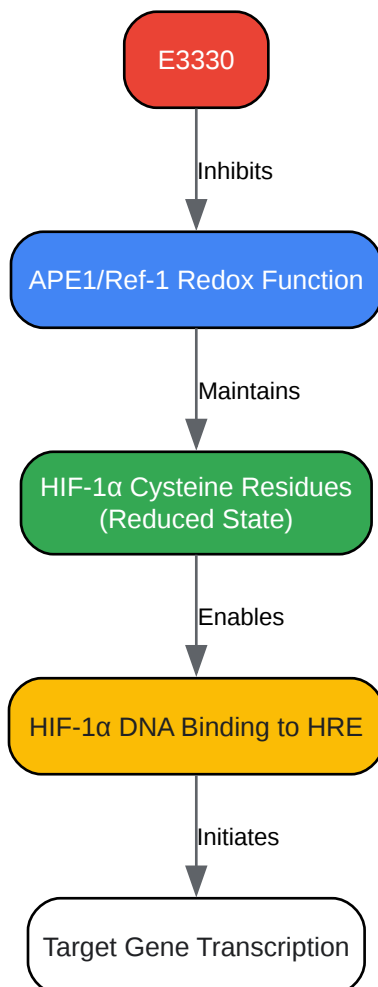 E3330
Inhibits
APE1/Ref-1 Redox Function
Maintains
HIF-1α Cysteine Residues
(Reduced State)
Enables
HIF-1α DNA Binding to HRE
Initiates
Target Gene Transcription